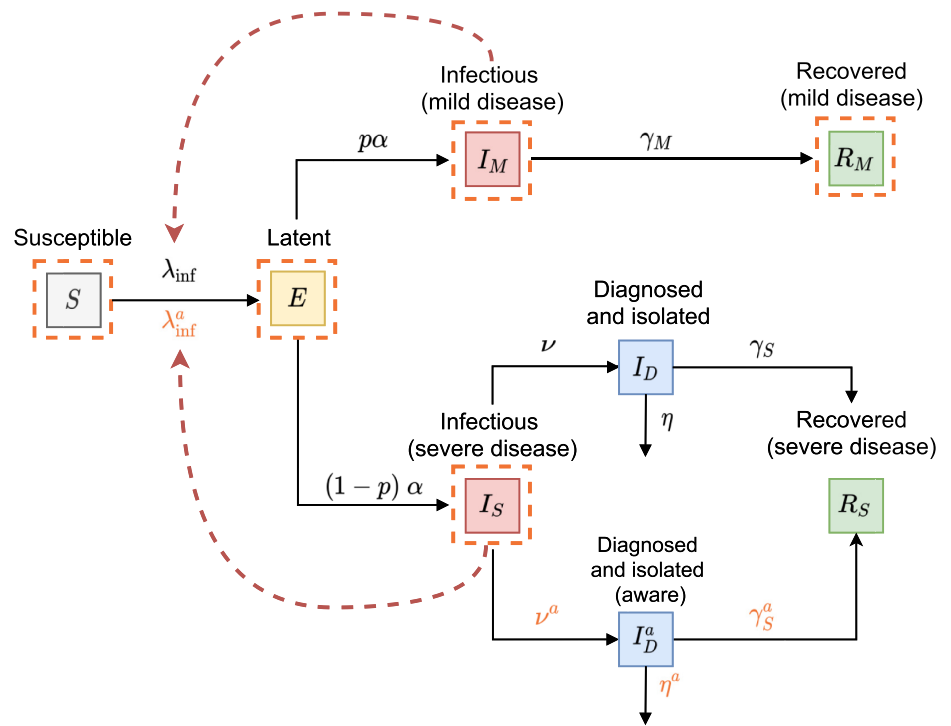 Infectious
(mild disease)
I_M
pα
γ_M
Recovered
(mild disease)
R_M
Susceptible
S
λ_inf
λ^a_inf
Latent
E
Diagnosed
and isolated
ν
I_D
γ_S
η
Infectious
(severe disease)
(1 − p) α
I_S
Recovered
(severe disease)
R_S
Diagnosed
and isolated
(aware)
ν^a
I^a_D
γ^a_S
η^a